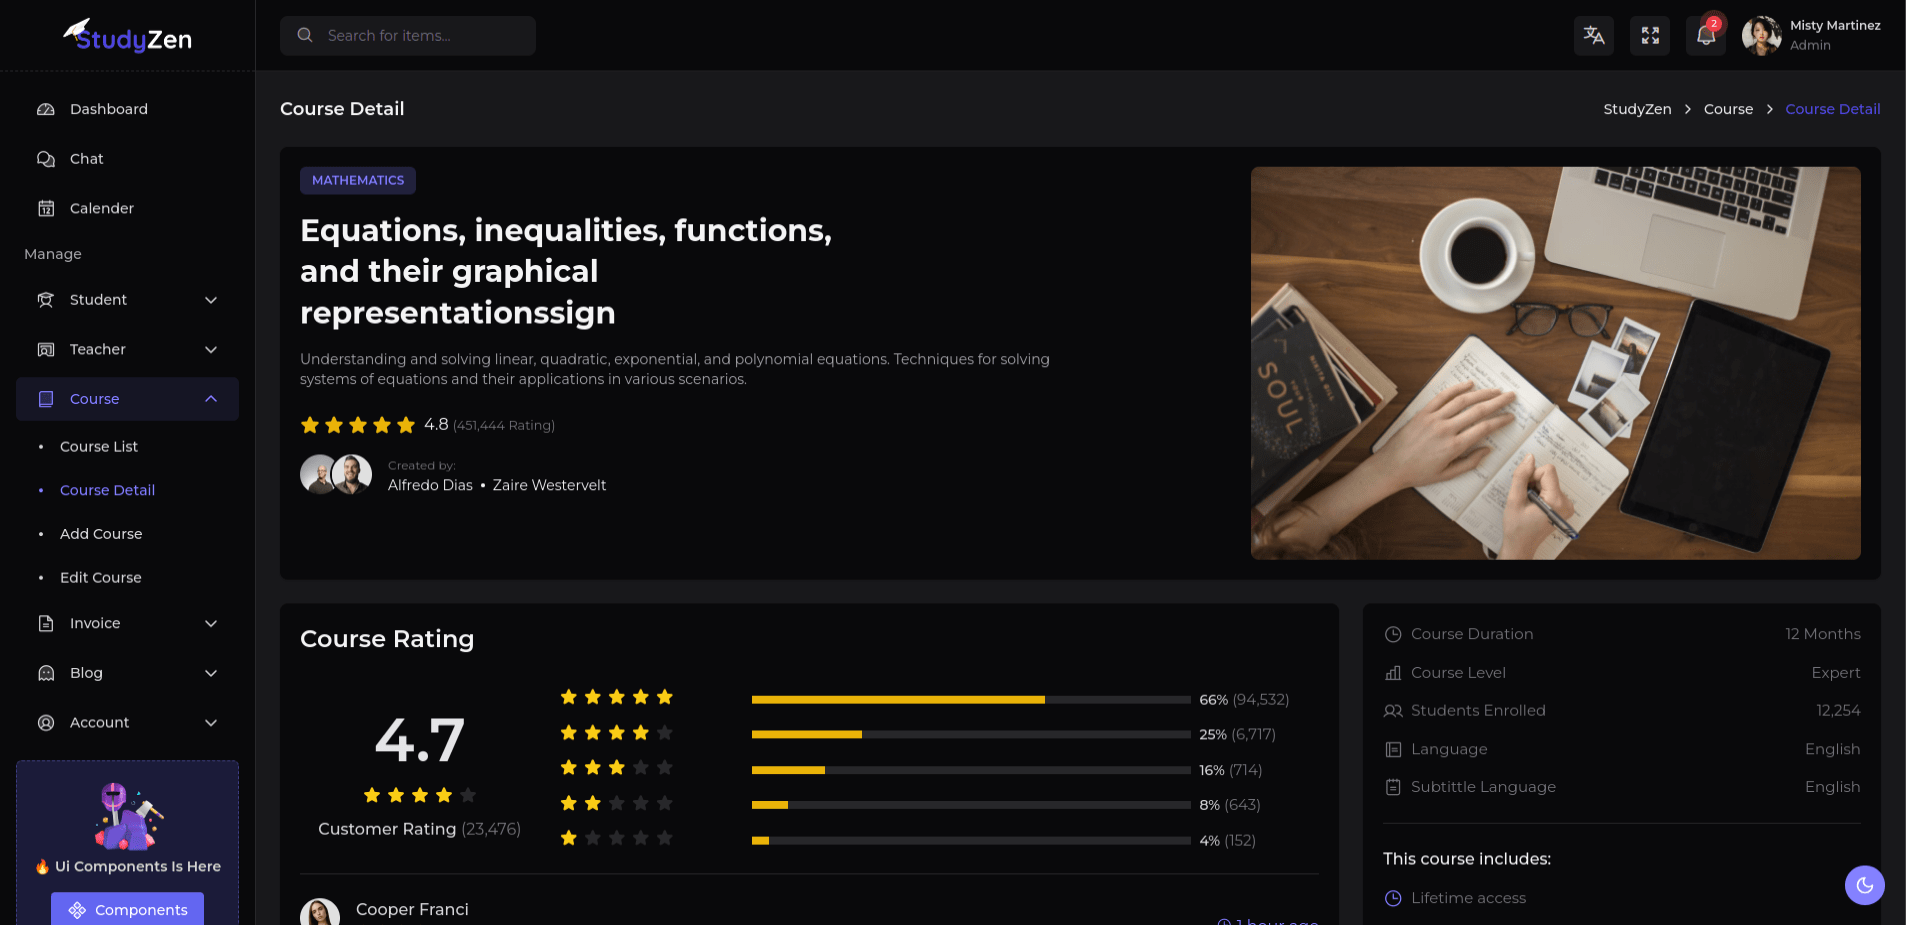 StudyZen
Search for items...
2
Misty Martinez
Admin
Dashboard
Chat
Calender
Manage
Student
Teacher
Course
Course List
Course Detail
Add Course
Edit Course
Invoice
Blog
Account
🔥 Ui Components Is Here
Components
Course Detail
StudyZen > Course > Course Detail
MATHEMATICS
Equations, inequalities, functions,
and their graphical
representationssign
Understanding and solving linear, quadratic, exponential, and polynomial equations. Techniques for solving
systems of equations and their applications in various scenarios.
4.8 (451,444 Rating)
Created by:
Alfredo Dias • Zaire Westervelt
SOUL
Course Rating
4.7
Customer Rating (23,476)
66% (94,532)
25% (6,717)
16% (714)
8% (643)
4% (152)
Cooper Franci
1 hour ago
Course Duration 12 Months
Course Level Expert
Students Enrolled 12,254
Language English
Subtittle Language English
This course includes:
Lifetime access